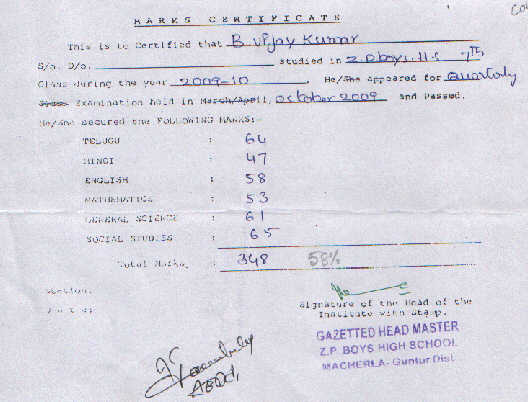 MARKS CERTIFICATE
This is to Certified that B. Vijay Kumar
S/o. D/o. studied in Z.P. boys. H.S 7th
Class during the year 2009-10, He/She Appeared for Quarterly
Examination held in March/April, October 2009 and Passed.
He/She secured the FOLLOWING MARKS:-
TELUGU : 64
HINDI : 47
ENGLISH : 58
MATHEMATICS : 53
GENERAL SCIENCE : 61
SOCIAL STUDIES : 65
Total Marks : 348 58%
Station:
Date:
Signature of the Head of the
Institute with Stamp.
GAZETTED HEAD MASTER
Z.P. BOYS HIGH SCHOOL
MACHERLA - Guntur Dist